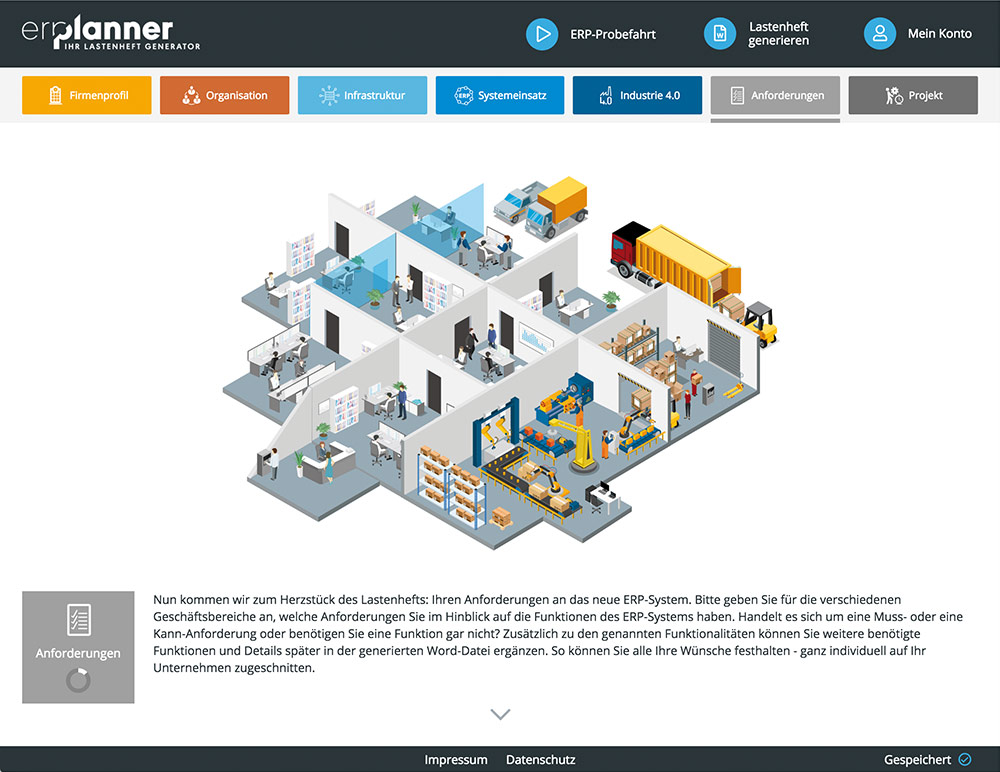 erplanner
IHR LASTENHEFT GENERATOR
ERP-Probefahrt
Lastenheft
generieren
Mein Konto
Firmenprofil
Organisation
Infrastruktur
ERP
Systemeinsatz
Industrie 4.0
Anforderungen
Projekt
Nun kommen wir zum Herzstück des Lastenhefts: Ihren Anforderungen an das neue ERP-System. Bitte geben Sie für die verschiedenen
Geschäftsbereiche an, welche Anforderungen Sie im Hinblick auf die Funktionen des ERP-Systems haben. Handelt es sich um eine Muss- oder eine
Kann-Anforderung oder benötigen Sie eine Funktion gar nicht? Zusätzlich zu den genannten Funktionalitäten können Sie weitere benötigte
Funktionen und Details später in der generierten Word-Datei ergänzen. So können Sie alle Ihre Wünsche festhalten - ganz individuell auf Ihr
Unternehmen zugeschnitten.
Anforderungen
Impressum
Datenschutz
Gespeichert